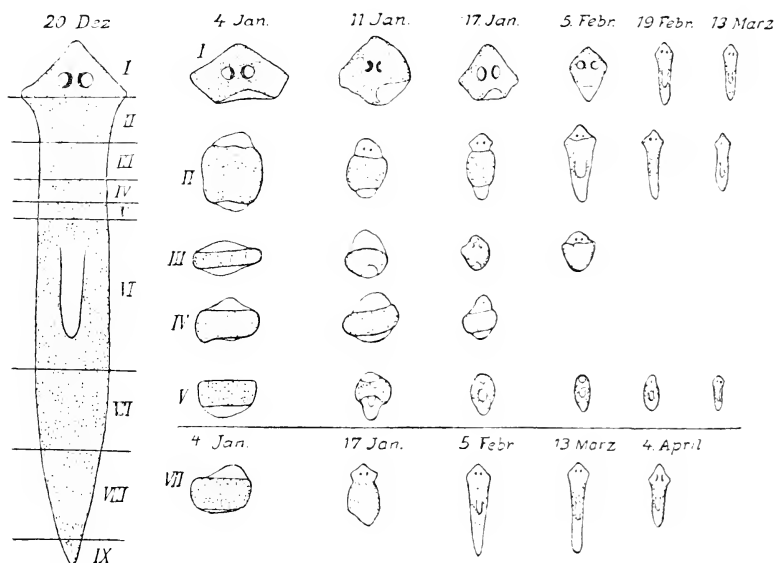 20 Dez 4 Jan. 11 Jan. 17 Jan. 5. Febr. 19 Febr. 13 Marz
I I
II
III II
IV
V
III
VI
IV
VII V
4 Jan. 17 Jan. 5 Febr 13 Marz 4. April
VII
VIII
IX